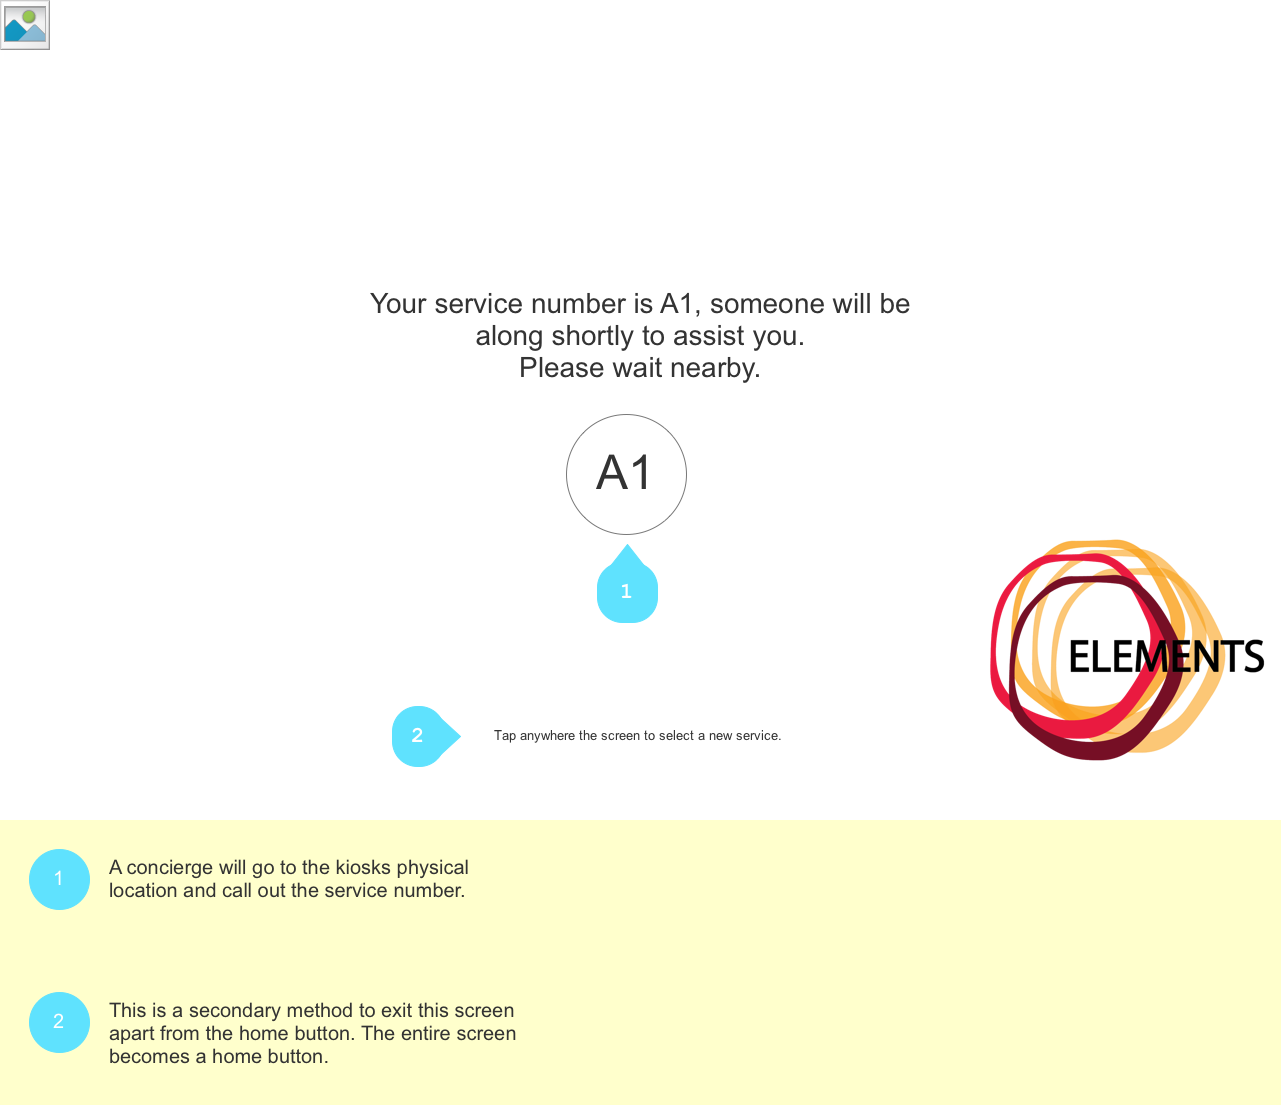 Your service number is A1, someone will be
along shortly to assist you.
Please wait nearby.
A1
1
ELEMENTS
2
Tap anywhere the screen to select a new service.
1
A concierge will go to the kiosks physical
location and call out the service number.
2
This is a secondary method to exit this screen
apart from the home button. The entire screen
becomes a home button.